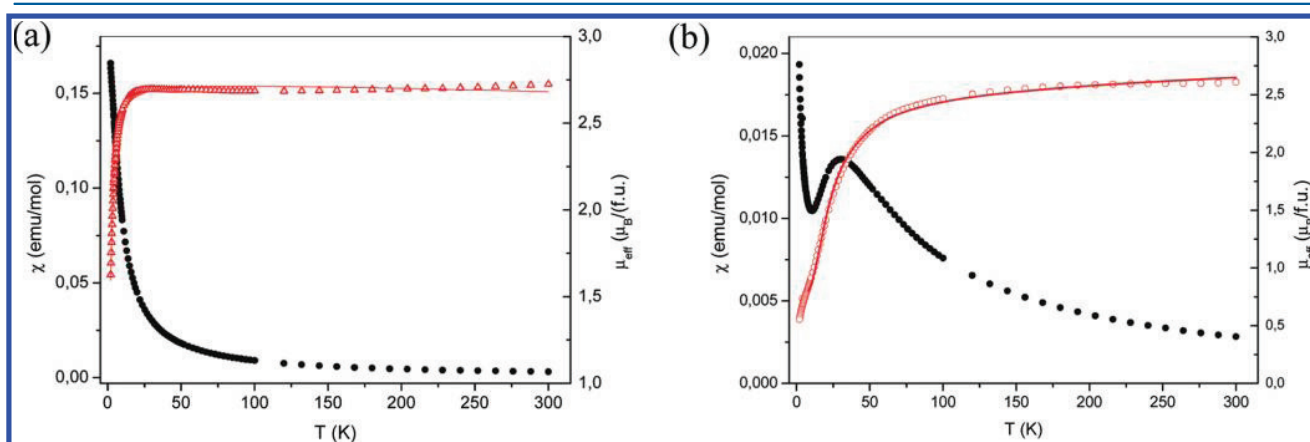 (a)
3,0
0,15
2,5
χ (emu/mol)
0,10
2,0
μeff (μB/(f.u.)
0,05
1,5
0,00
1,0
0 50 100 150 200 250 300
T (K)
(b)
0,020
3,0
2,5
0,015
2,0
χ (emu/mol)
0,010
1,5
μeff (μB/f.u.)
1,0
0,005
0,5
0,000
0,0
0 50 100 150 200 250 300
T (K)